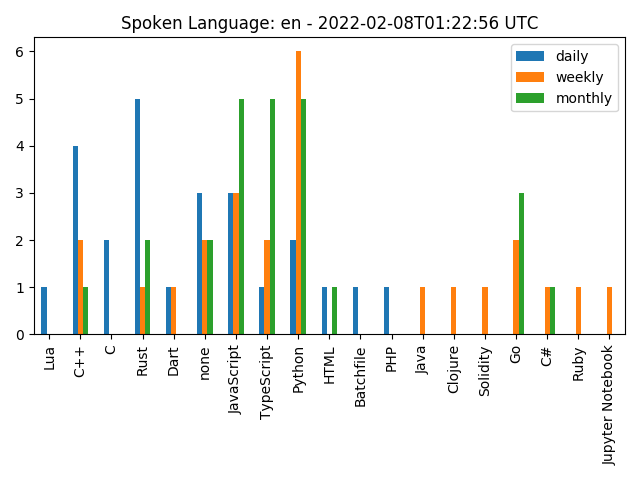 Spoken Language: en - 2022-02-08T01:22:56 UTC
daily
weekly
monthly
6
5
4
3
2
1
0
Lua
C++
C
Rust
Dart
none
JavaScript
TypeScript
Python
HTML
Batchfile
PHP
Java
Clojure
Solidity
Go
C#
Ruby
Jupyter Notebook